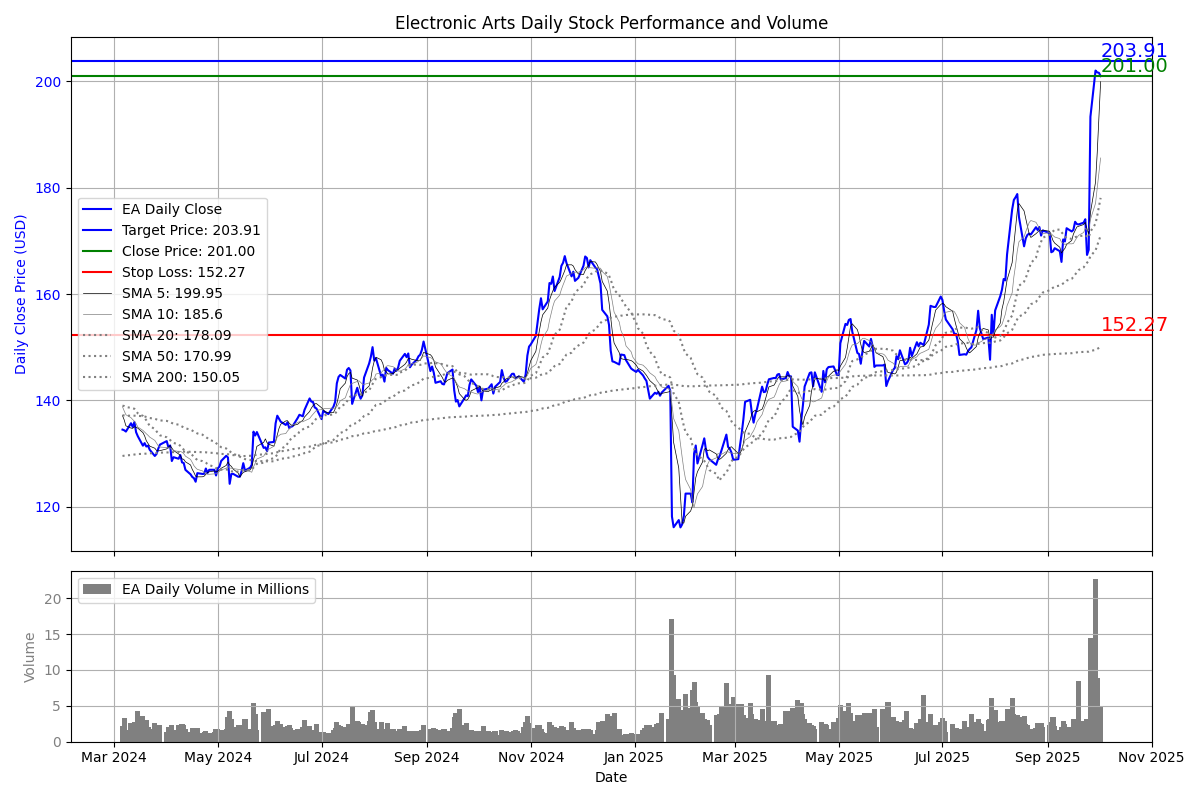 Electronic Arts Daily Stock Performance and Volume
203.91
201.00
152.27
200
180
160
140
120
Daily Close Price (USD)
EA Daily Close
Target Price: 203.91
Close Price: 201.00
Stop Loss: 152.27
SMA 5: 199.95
SMA 10: 185.6
SMA 20: 178.09
SMA 50: 170.99
SMA 200: 150.05
EA Daily Volume in Millions
20
15
10
5
0
Volume
Mar 2024 May 2024 Jul 2024 Sep 2024 Nov 2024 Jan 2025 Mar 2025 May 2025 Jul 2025 Sep 2025 Nov 2025
Date